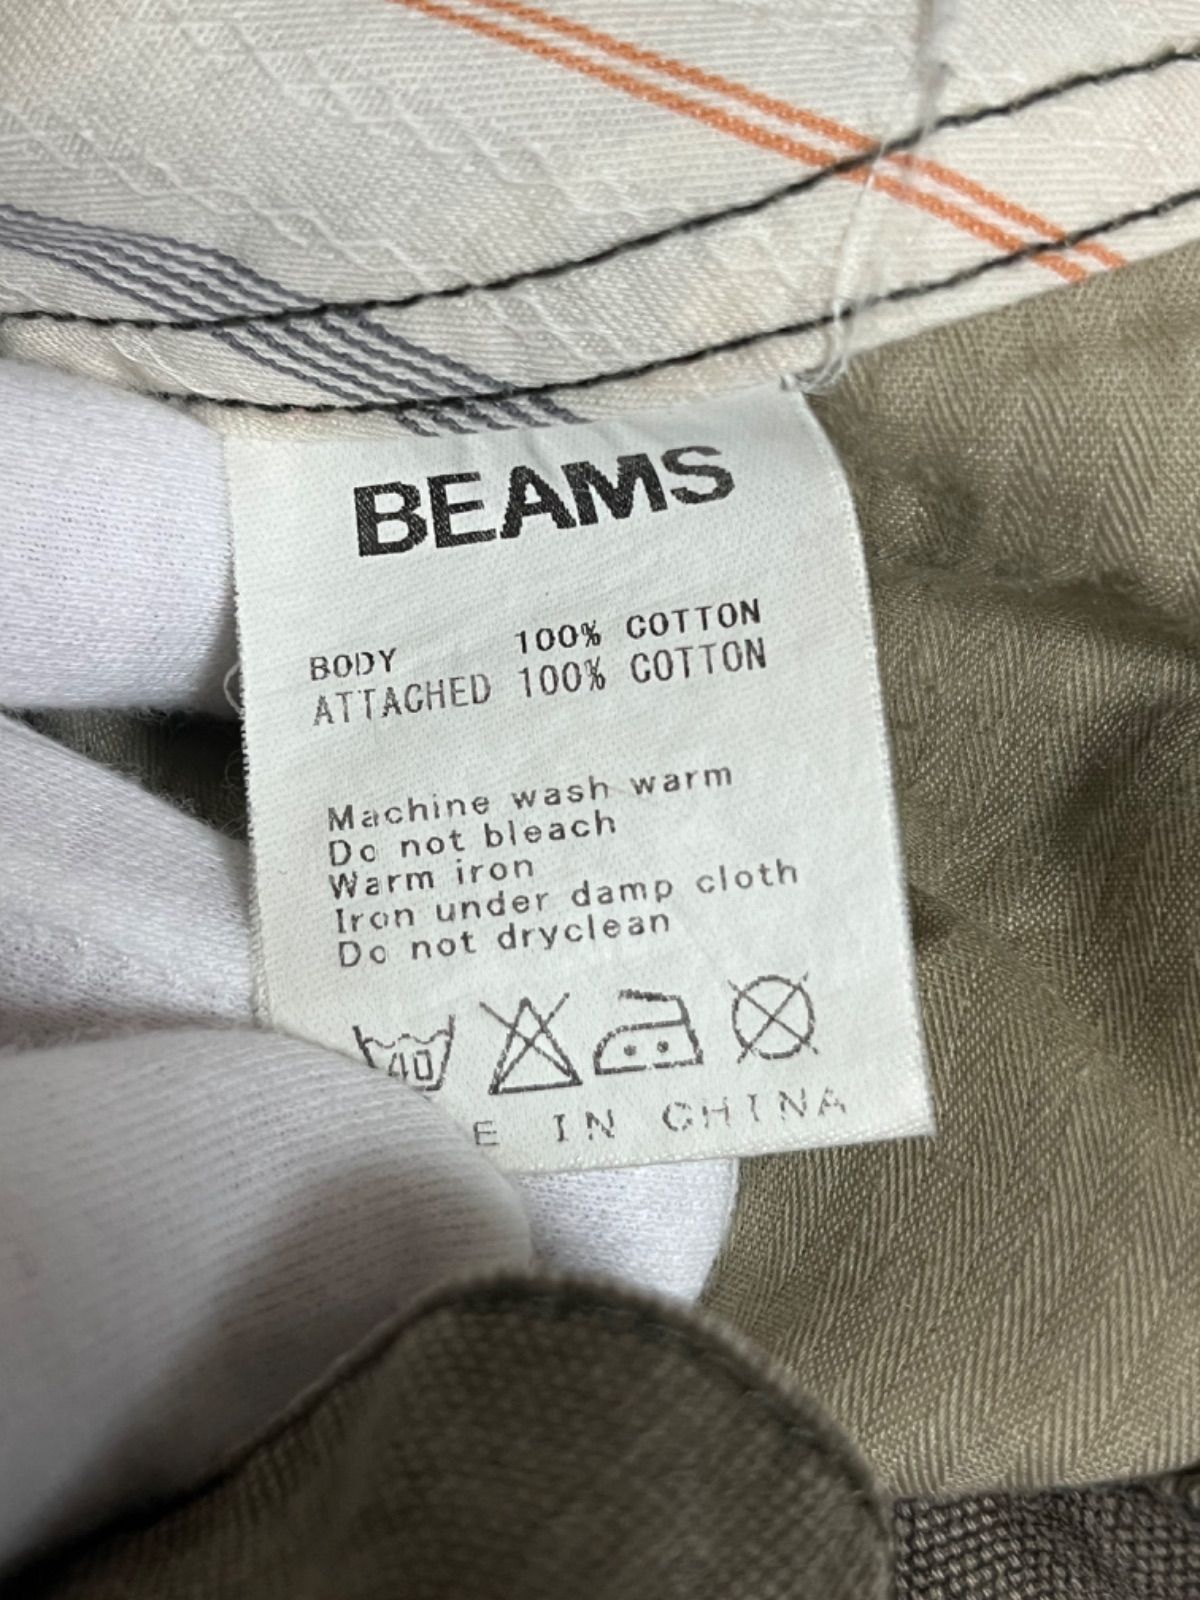 BEAMS
BODY 100% COTTON
ATTACHED 100% COTTON
Machine wash warm
Do not bleach
Warm iron
Iron under damp cloth
Do not dryclean
40
E IN CHINA